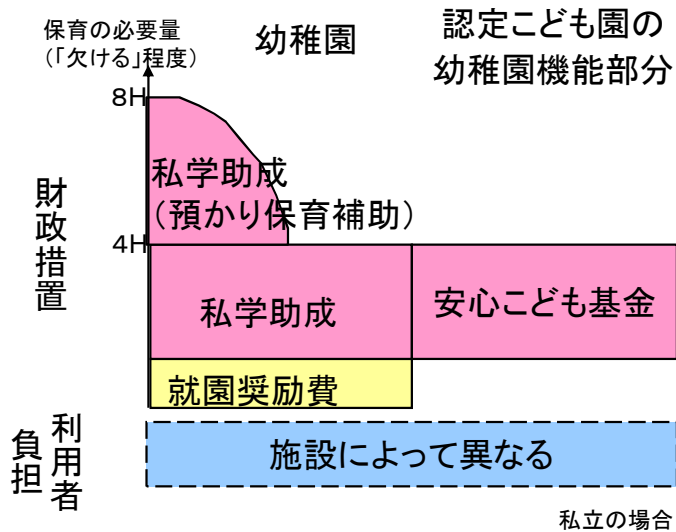 保育の必要量
（「欠ける」程度）
幼稚園
認定こども園の
幼稚園機能部分
8H
私学助成
（預かり保育補助）
財政措置
4H
私学助成
安心こども基金
就園奨励費
利用者
負担
施設によって異なる
私立の場合